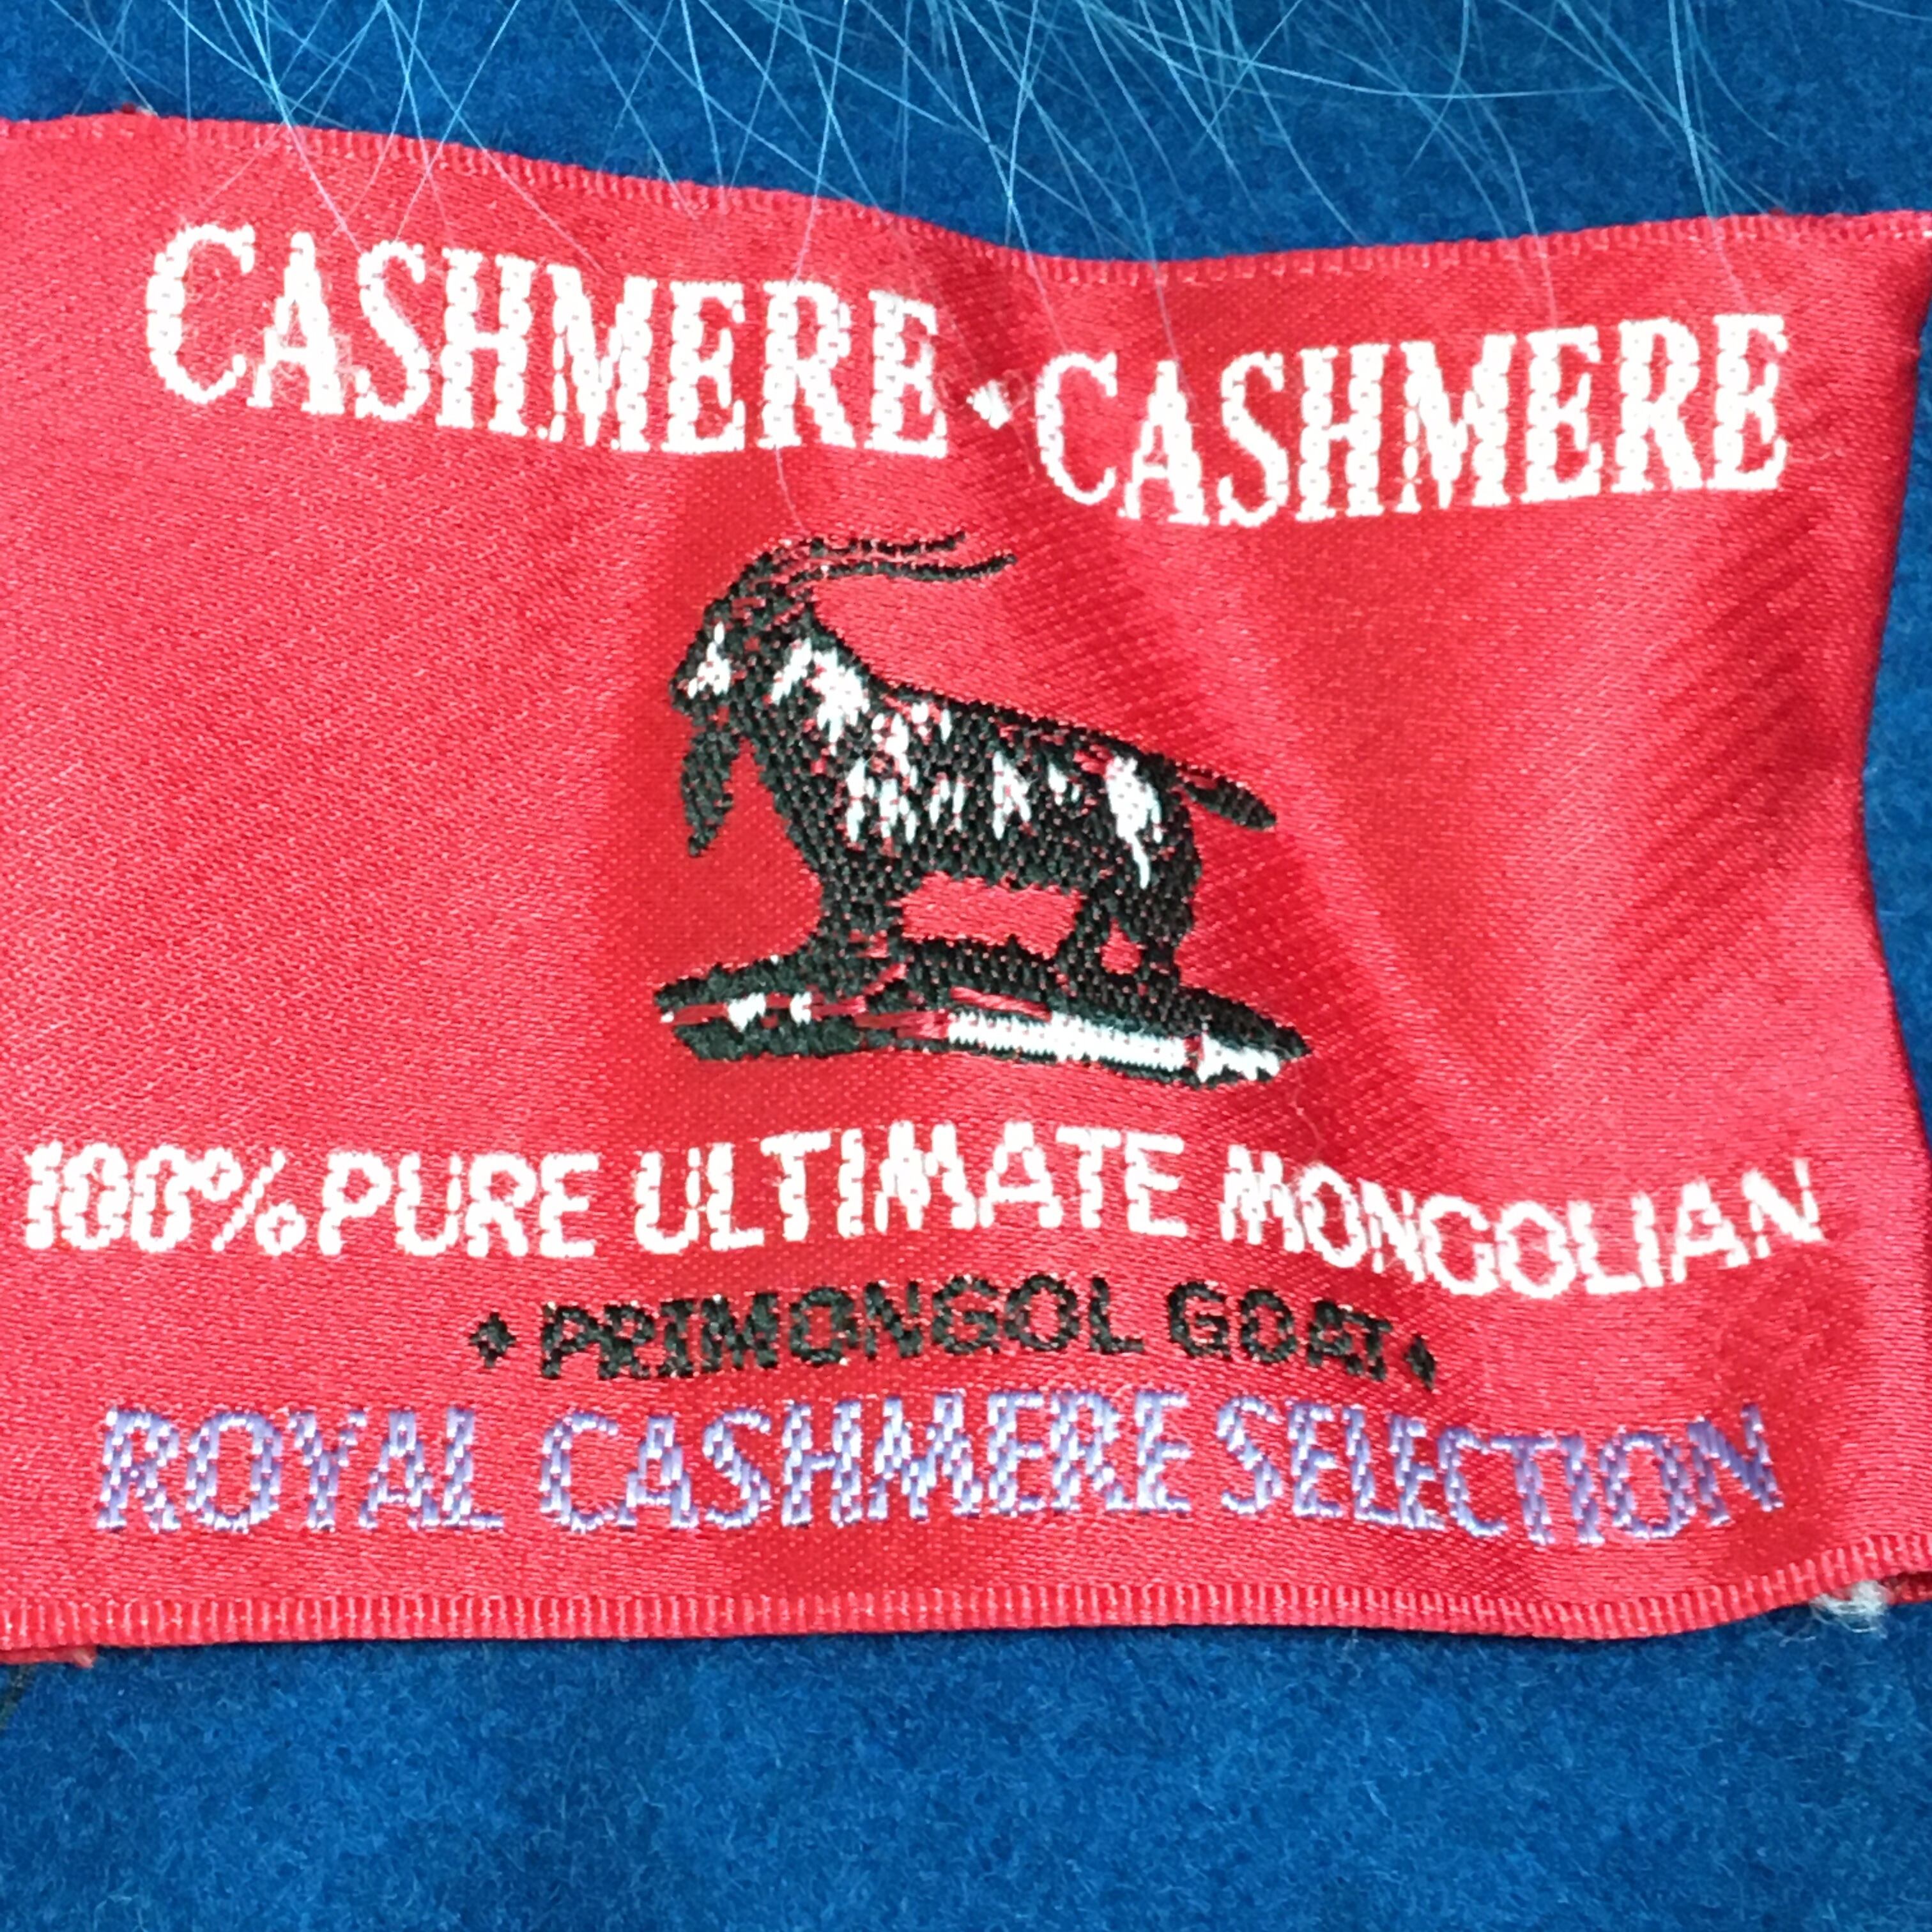 CASHMERE • CASHMERE
100% PURE ULTIMATE MONGOLIAN
• PRIMONGOL GOAT •
ROYAL CASHMERE SELECTION